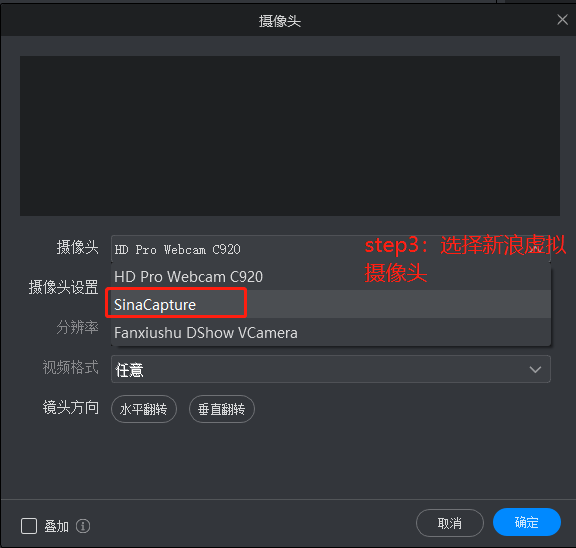 摄像头
摄像头
HD Pro Webcam C920
step3：选择新浪虚拟
摄像头
HD Pro Webcam C920
摄像头设置
SinaCapture
分辨率
Fanxiushu DShow VCamera
视频格式
任意
镜头方向
水平翻转
垂直翻转
叠加
取消
确定